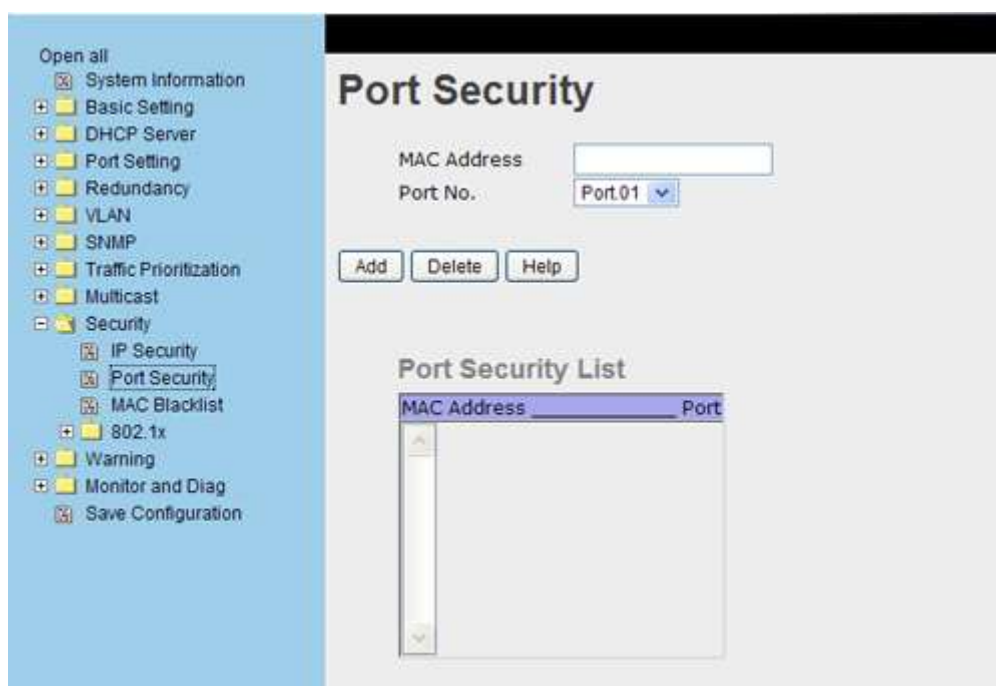 Open all
System Information
Basic Setting
DHCP Server
Port Setting
Redundancy
VLAN
SNMP
Traffic Prioritization
Multicast
Security
IP Security
Port Security
MAC Blacklist
802.1x
Warning
Monitor and Diag
Save Configuration
Port Security
MAC Address
Port No. Port.01
Add Delete Help
Port Security List
MAC Address ________________ Port